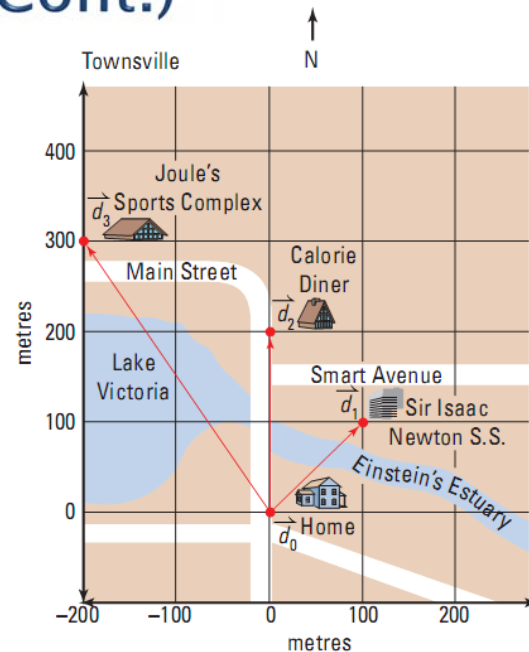 Cont.)
Townsville
N
400
300
200
100
0
metres
Joule's
Sports Complex
d₃
Main Street
Calorie
Diner
d₂
Lake
Victoria
Smart Avenue
d₁
Sir Isaac
Newton S.S.
Einstein's Estuary
Home
d₀
−200
−100
0
100
200
metres